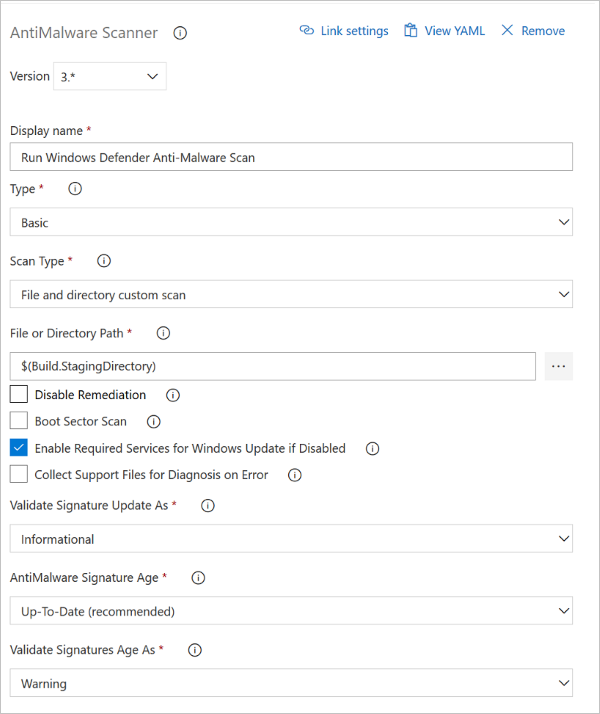 AntiMalware Scanner Link settings View YAML Remove
Version 3.*
Display name *
Run Windows Defender Anti-Malware Scan
Type *
Basic
Scan Type *
File and directory custom scan
File or Directory Path *
$(Build.StagingDirectory) ...
Disable Remediation
Boot Sector Scan
Enable Required Services for Windows Update if Disabled
Collect Support Files for Diagnosis on Error
Validate Signature Update As *
Informational
AntiMalware Signature Age *
Up-To-Date (recommended)
Validate Signatures Age As *
Warning